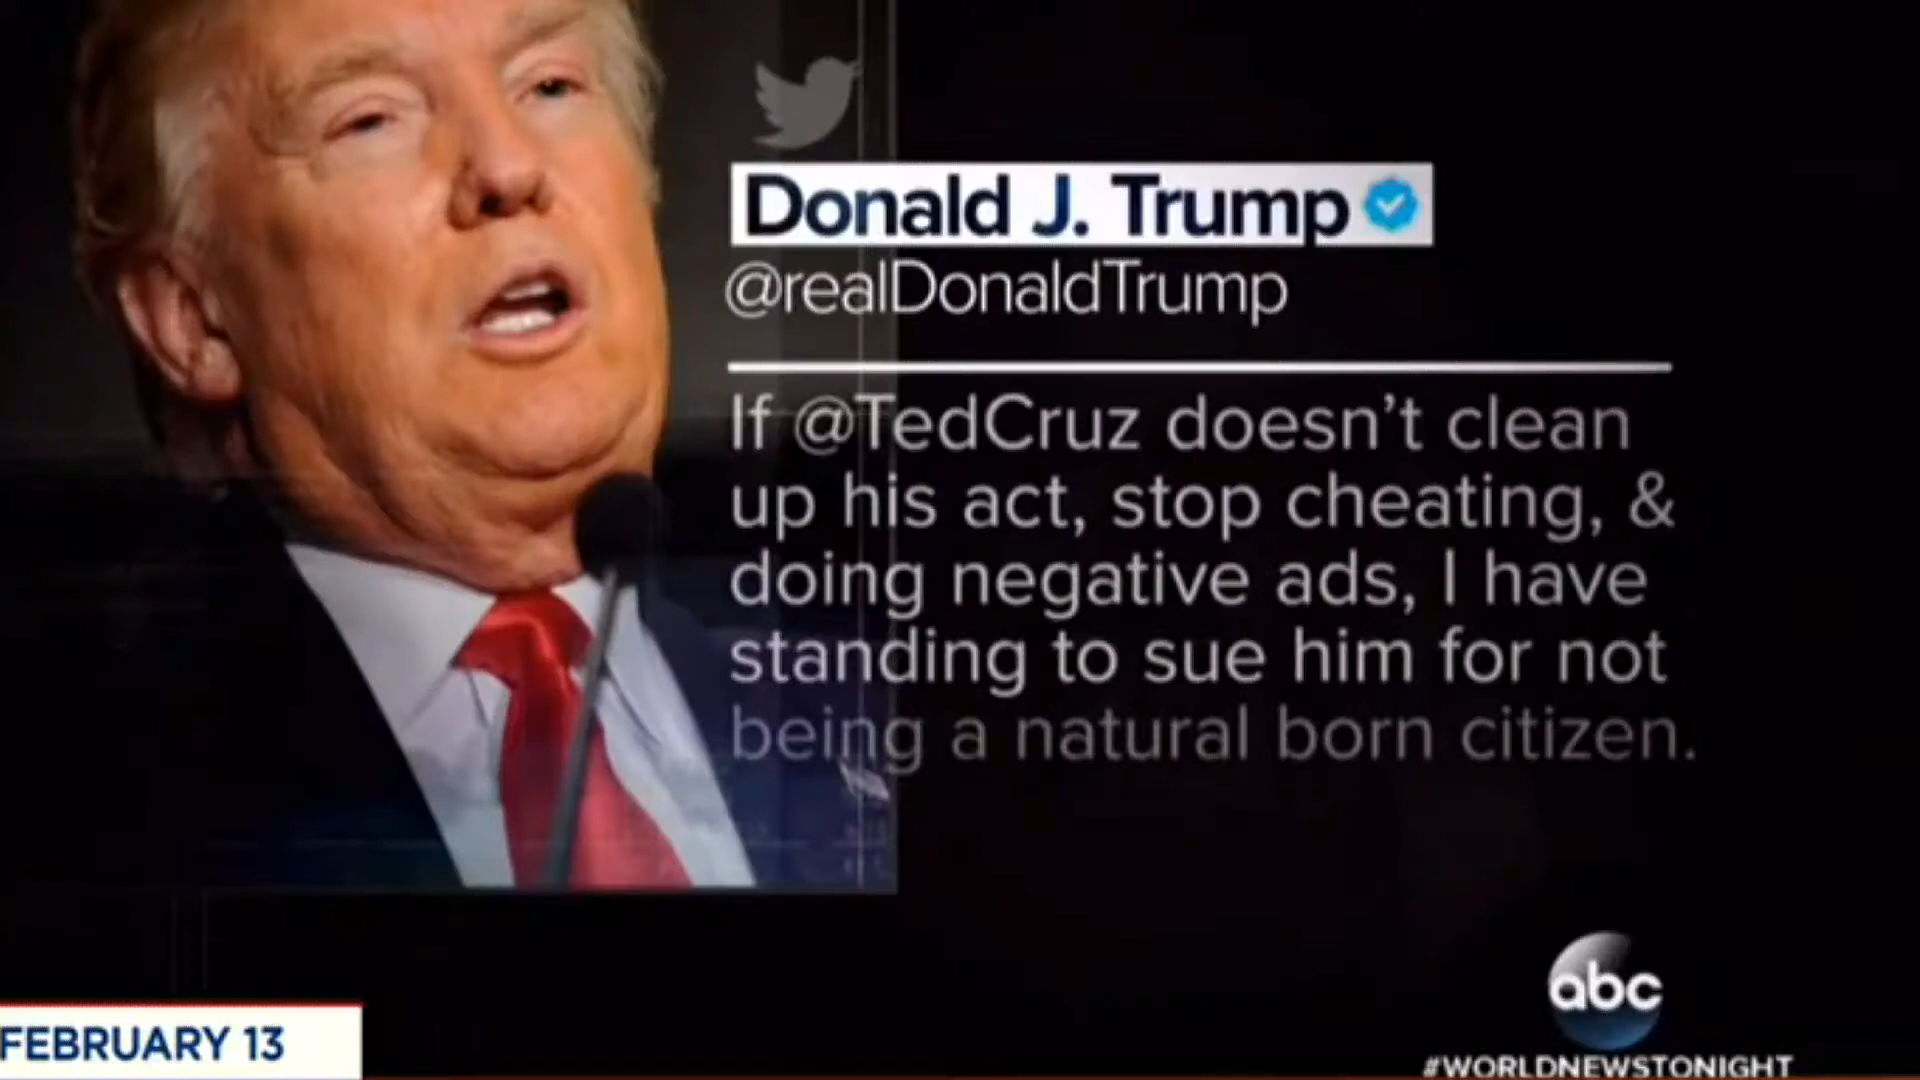 Donald J. Trump
@realDonaldTrump
If @TedCruz doesn't clean
up his act, stop cheating, &
doing negative ads, I have
standing to sue him for not
being a natural born citizen.
abc
FEBRUARY 13
#WORLDNEWSTONIGHT